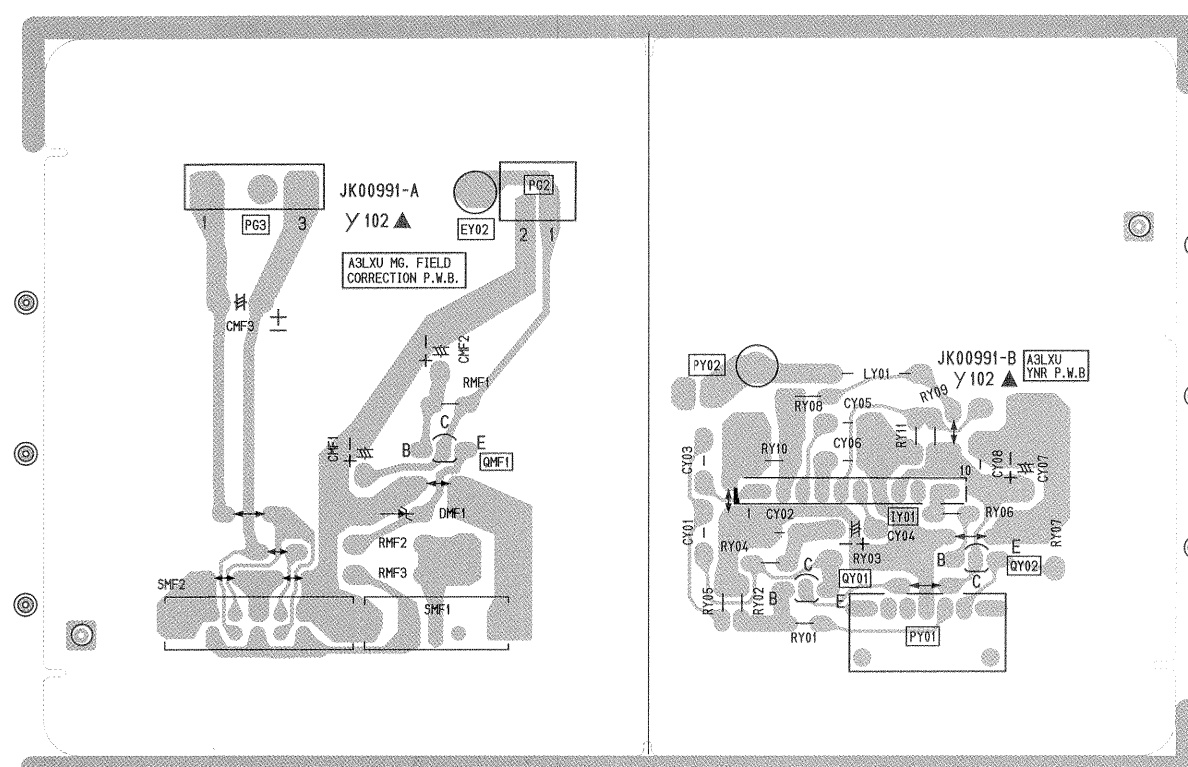 JK00991-A
Y 102
PG2
EY02
2 1
1
PG3
3
A3LXU MG. FIELD
CORRECTION P.W.B.
CMF3
CMF2
RMF1
C
B
E
CMF1
QMF1
DMF1
RMF2
RMF3
SMF2
SMF1
JK00991-B
Y 102
A3LXU
YNR P.W.B
PY02
LY01
RY09
RY08
CY05
RY11
CY06
CY03
RY10
CY08
CY07
10
1
CY02
IY01
RY06
CY01
RY04
CY04
RY03
RY07
B
E
C
QY02
C
QY01
B
E
RY05
RY02
RY01
PY01